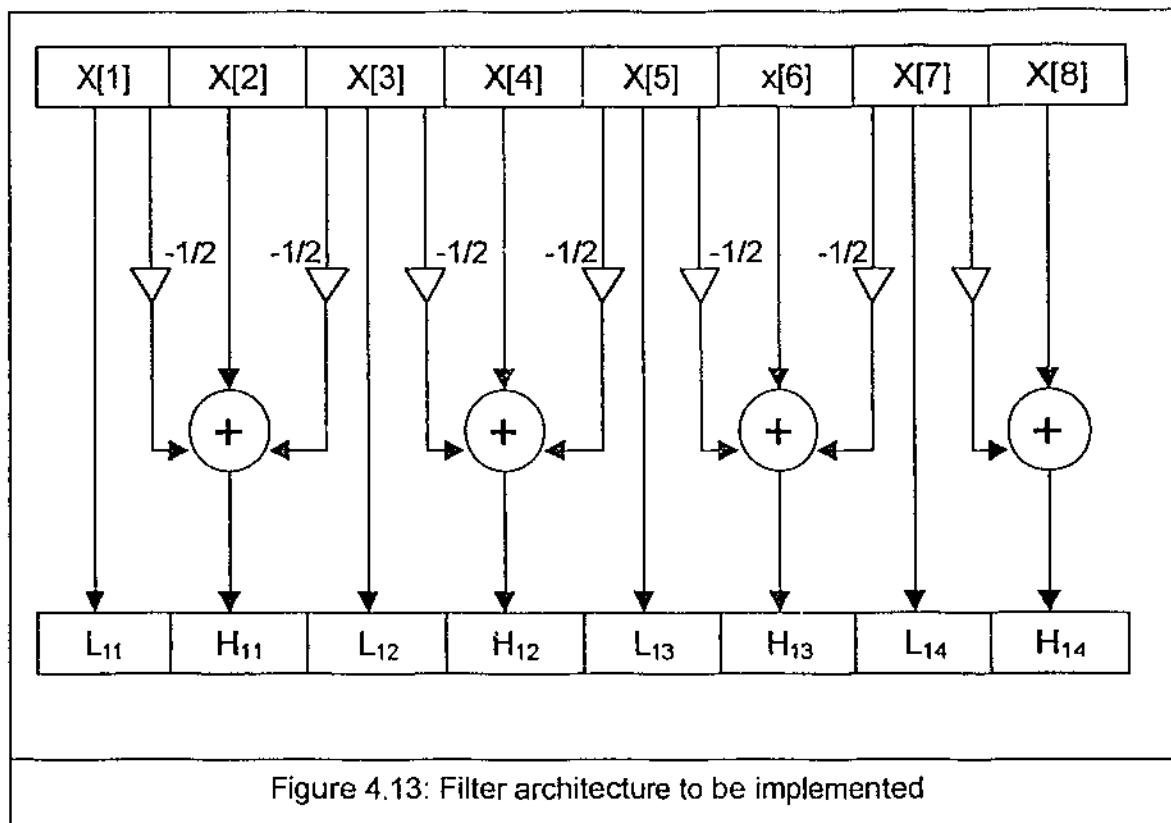 X[1] X[2] X[3] X[4] X[5] x[6] X[7] X[8]
-1/2 -1/2 -1/2 -1/2 -1/2 -1/2
+ + + +
L₁₁ H₁₁ L₁₂ H₁₂ L₁₃ H₁₃ L₁₄ H₁₄
Figure 4.13: Filter architecture to be implemented